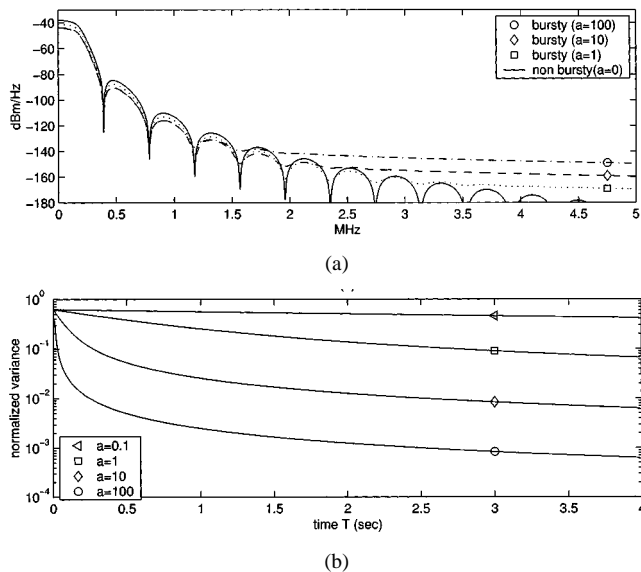 −40
−60
−80
−100
−120
−140
−160
−180
dBm/Hz
bursty (a=100)
bursty (a=10)
bursty (a=1)
non bursty(a=0)
0 0.5 1 1.5 2 2.5 3 3.5 4 4.5 5
MHz
(a)
10^0
10^-1
10^-2
10^-3
10^-4
normalized variance
a=0.1
a=1
a=10
a=100
0 0.5 1 1.5 2 2.5 3 3.5 4
time T (sec)
(b)